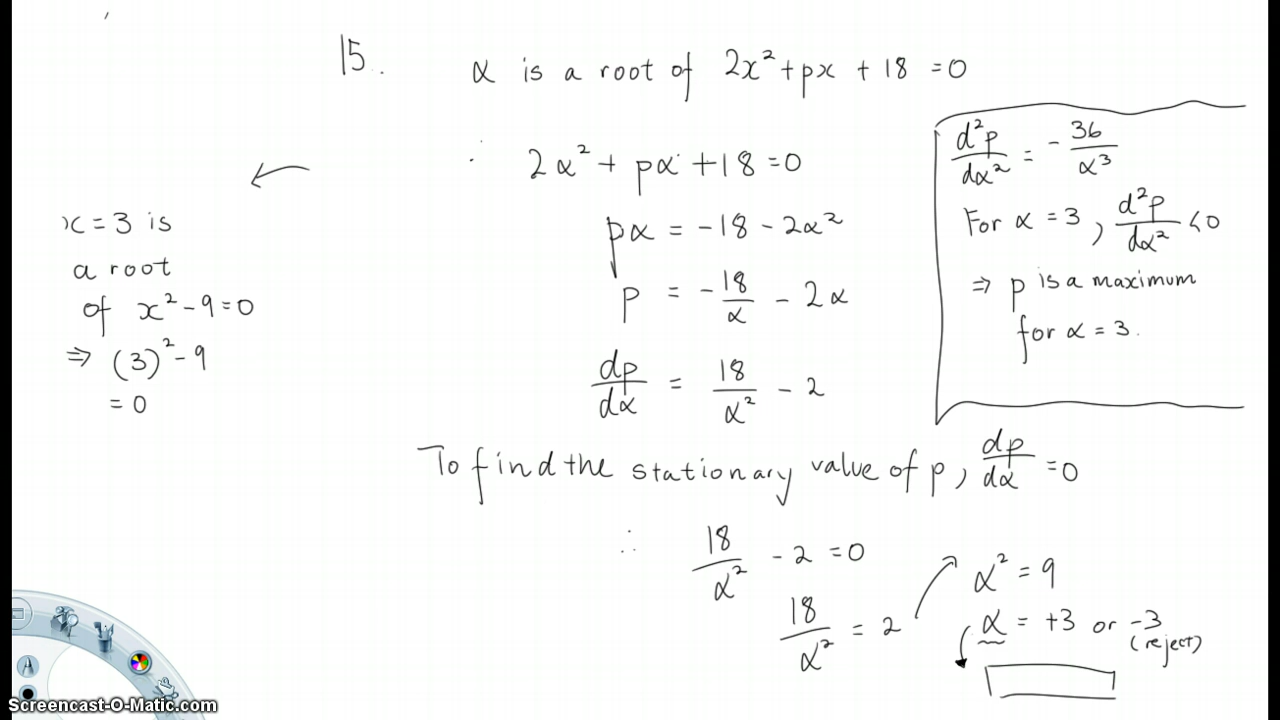 15.
α is a root of 2x² + px + 18 = 0
∴ 2α² + pα + 18 = 0
pα = -18 - 2α²
p = -18/α - 2α
dp/dα = 18/α² - 2
x = 3 is
a root
of x² - 9 = 0
⇒ (3)² - 9
= 0
d²p/dα² = -36/α³
For α = 3, d²p/dα² < 0
⇒ p is a maximum
for α = 3.
To find the stationary value of p, dp/dα = 0
∴ 18/α² - 2 = 0
18/α² = 2
α² = 9
α = +3 or -3
(reject)
Screencast-O-Matic.com